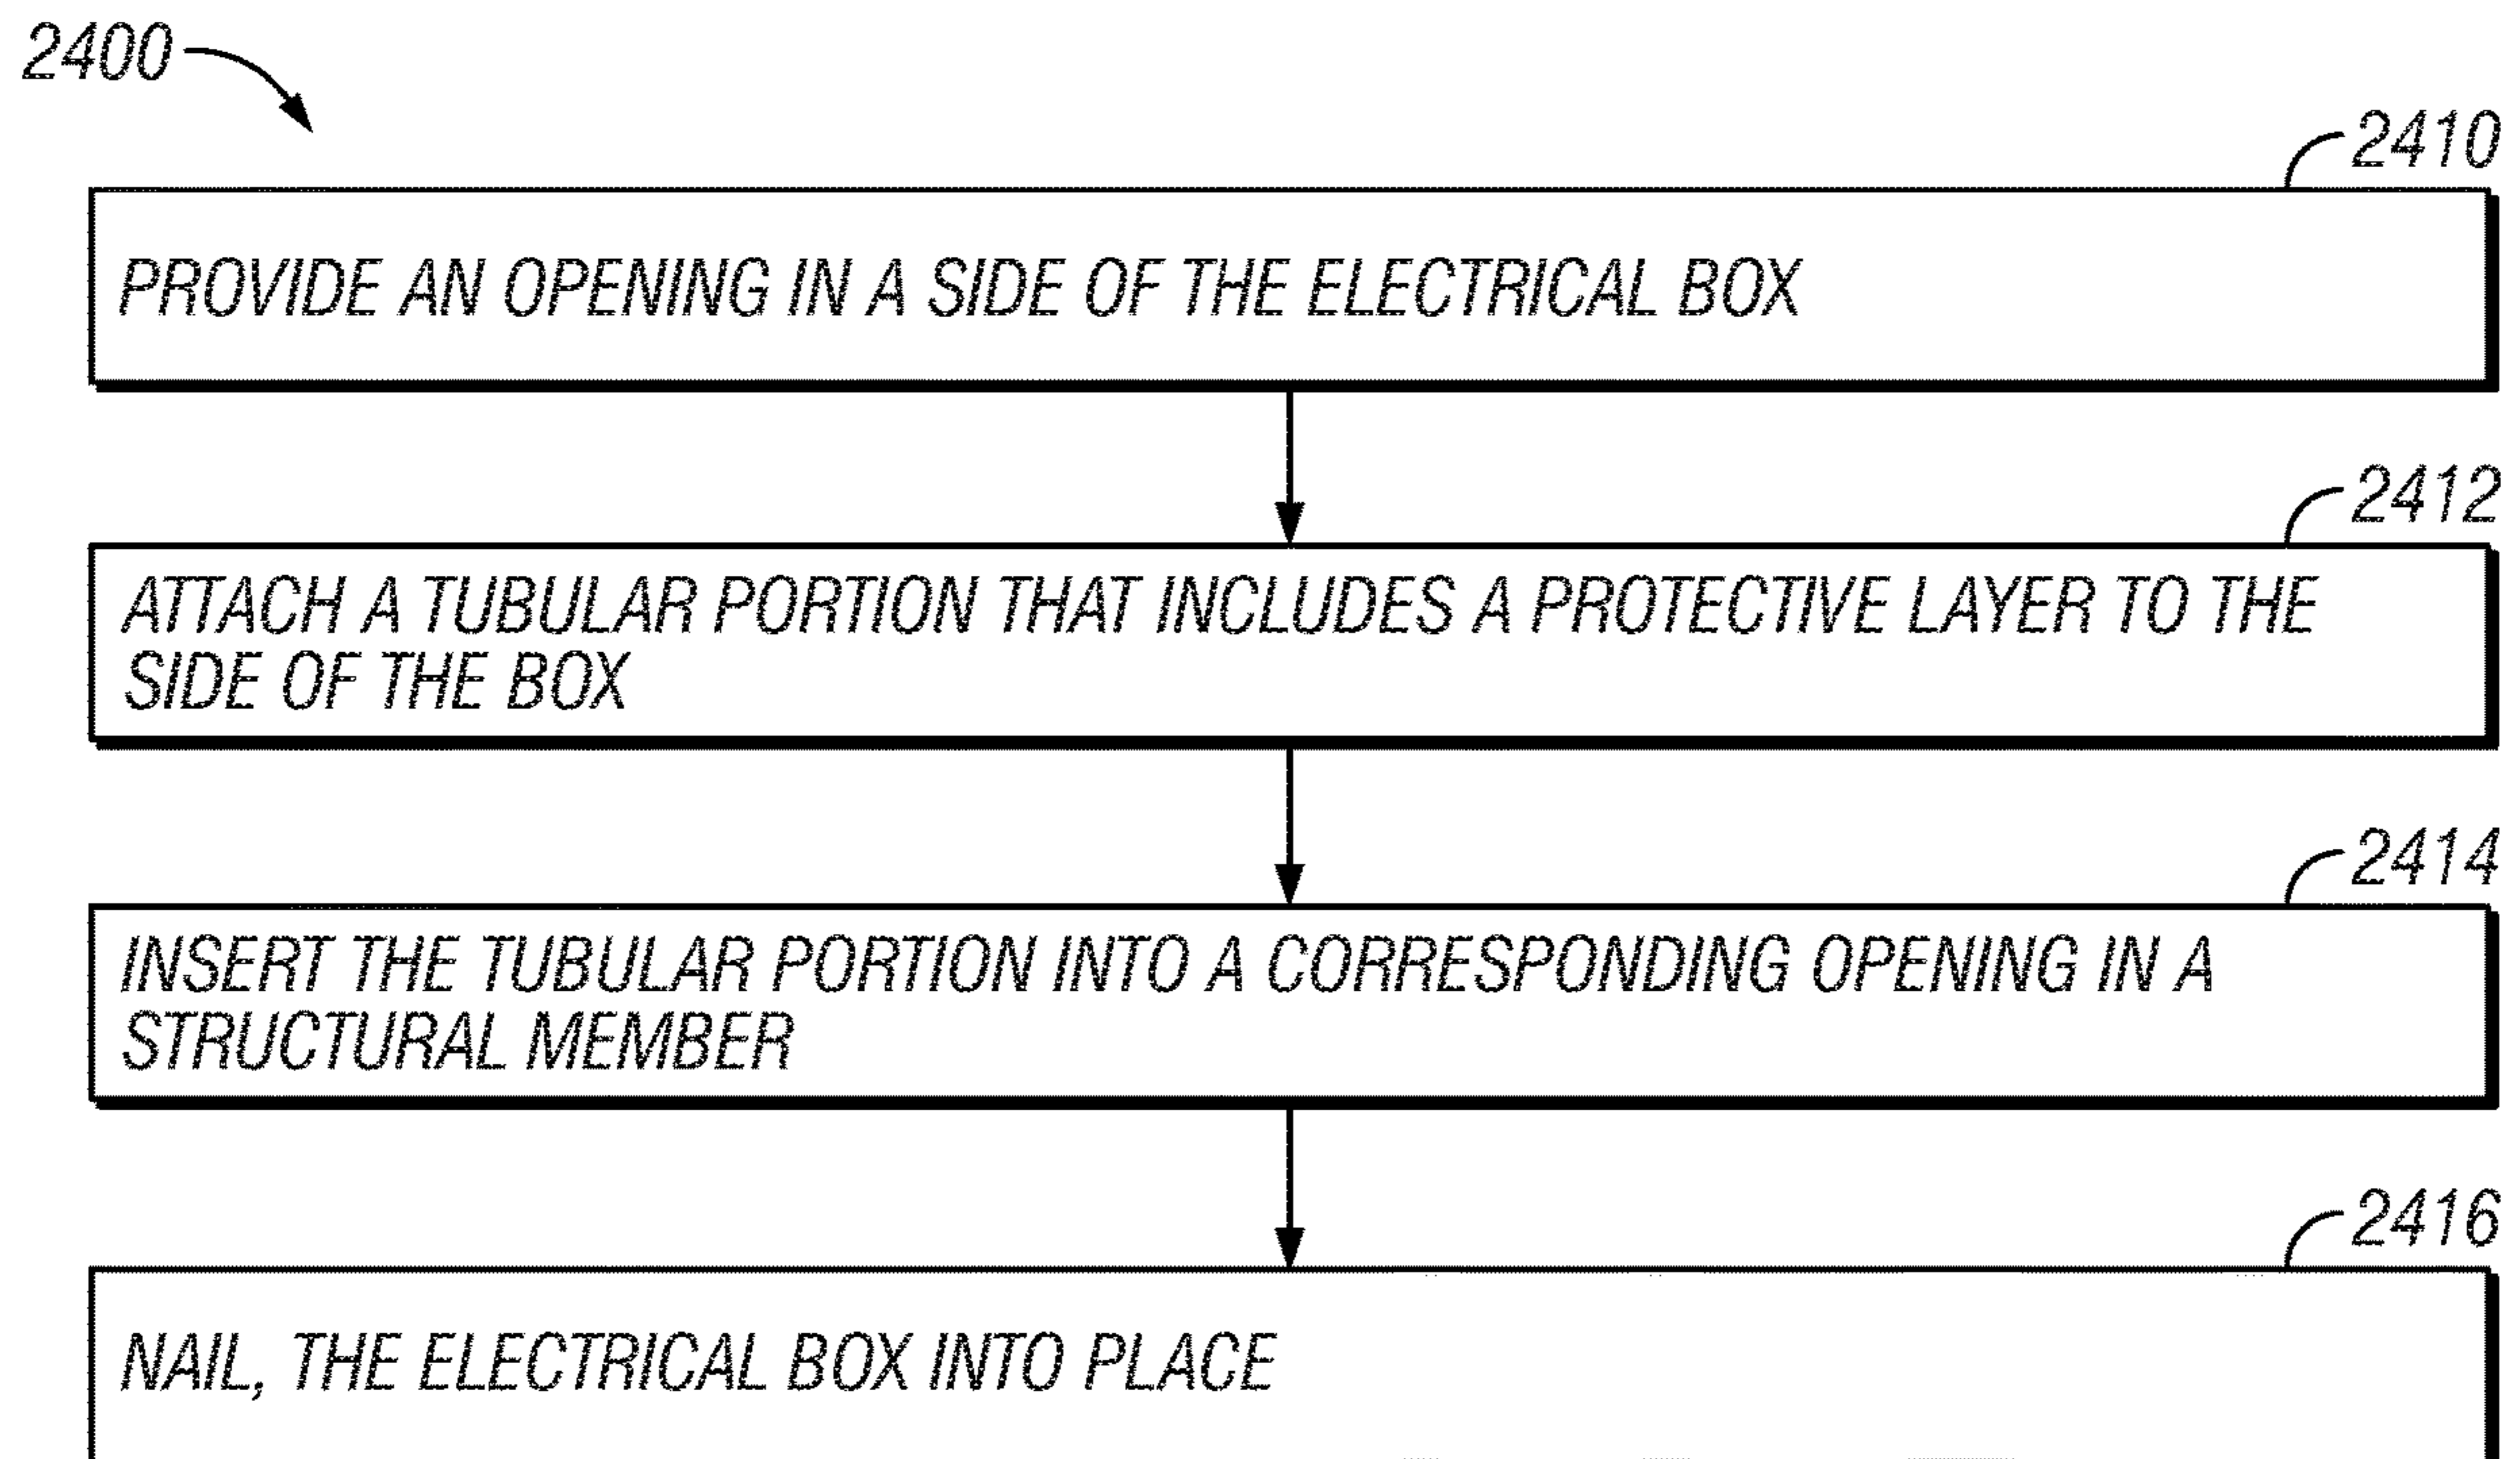 2400
2410
PROVIDE AN OPENING IN A SIDE OF THE ELECTRICAL BOX
2412
ATTACH A TUBULAR PORTION THAT INCLUDES A PROTECTIVE LAYER TO THE
SIDE OF THE BOX
2414
INSERT THE TUBULAR PORTION INTO A CORRESPONDING OPENING IN A
STRUCTURAL MEMBER
2416
NAIL, THE ELECTRICAL BOX INTO PLACE